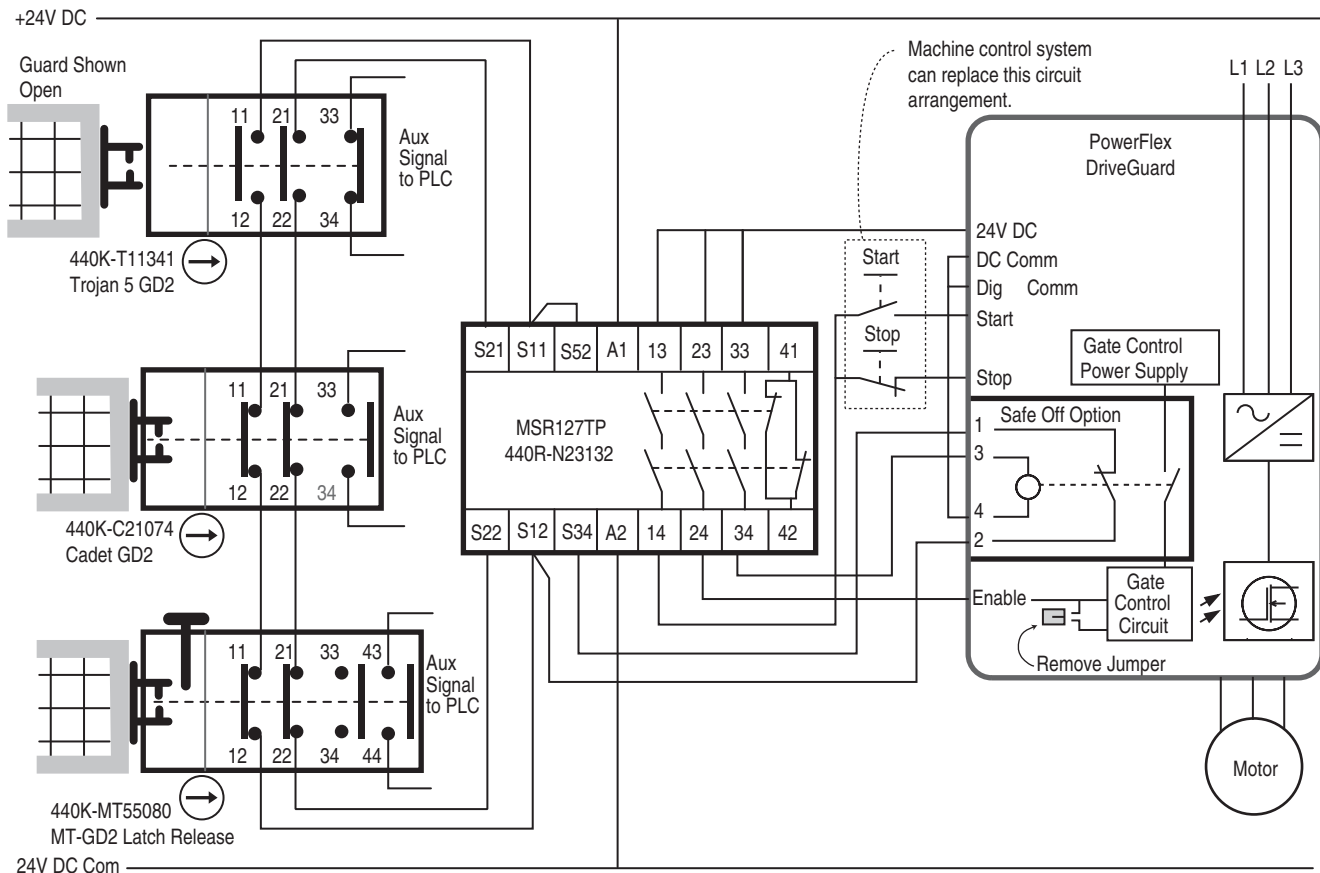 +24V DC
Guard Shown
Open
11 21 33
12 22 34
Aux
Signal
to PLC
440K-T11341
Trojan 5 GD2
11 21 33
12 22 34
Aux
Signal
to PLC
440K-C21074
Cadet GD2
11 21 33 43
12 22 34 44
Aux
Signal
to PLC
440K-MT55080
MT-GD2 Latch Release
24V DC Com
S21 S11 S52 A1 13 23 33 41
MSR127TP
440R-N23132
S22 S12 S34 A2 14 24 34 42
Machine control system
can replace this circuit
arrangement.
Start
Stop
L1 L2 L3
PowerFlex
DriveGuard
24V DC
DC Comm
Dig Comm
Start
Stop
Gate Control
Power Supply
Safe Off Option
1
3
4
2
Enable
Gate
Control
Circuit
Remove Jumper
Motor